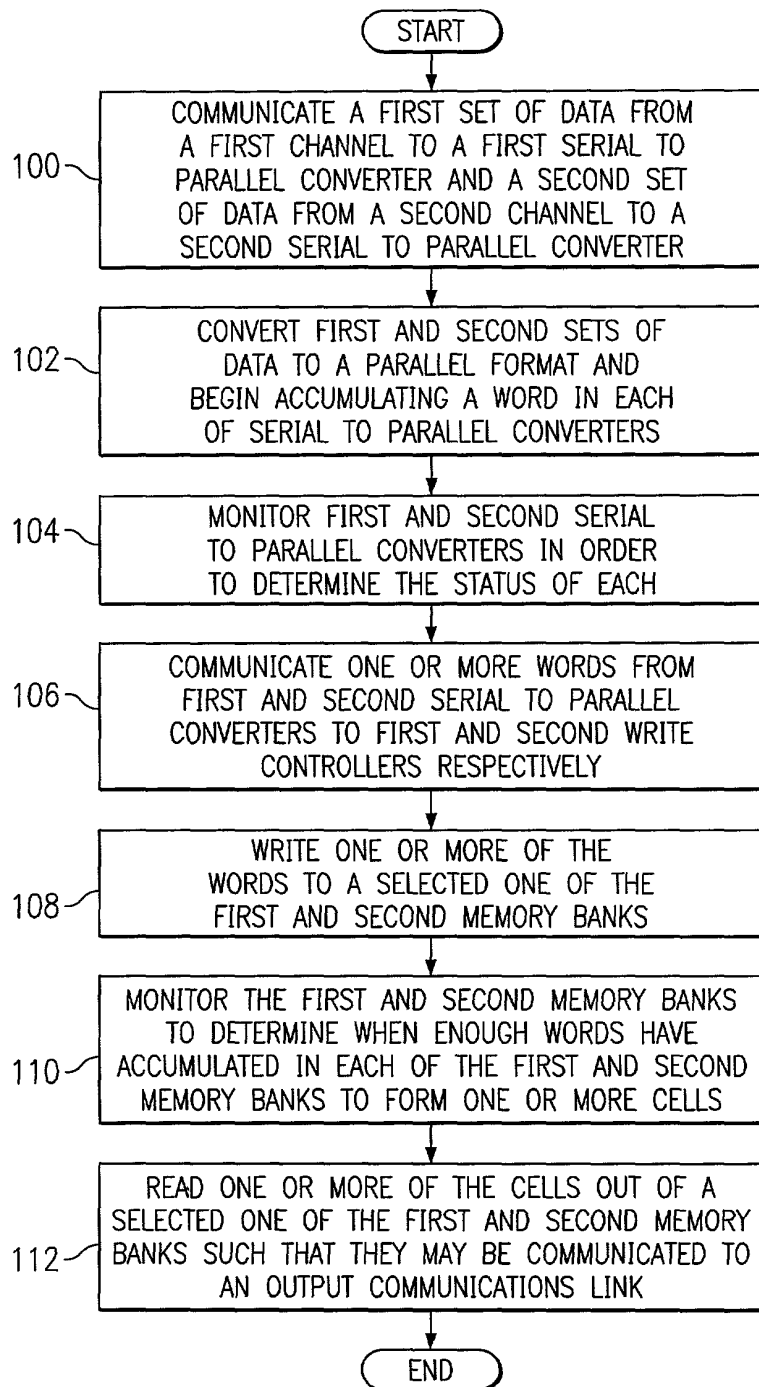 START
100
COMMUNICATE A FIRST SET OF DATA FROM
A FIRST CHANNEL TO A FIRST SERIAL TO
PARALLEL CONVERTER AND A SECOND SET
OF DATA FROM A SECOND CHANNEL TO A
SECOND SERIAL TO PARALLEL CONVERTER
102
CONVERT FIRST AND SECOND SETS OF
DATA TO A PARALLEL FORMAT AND
BEGIN ACCUMULATING A WORD IN EACH
OF SERIAL TO PARALLEL CONVERTERS
104
MONITOR FIRST AND SECOND SERIAL
TO PARALLEL CONVERTERS IN ORDER
TO DETERMINE THE STATUS OF EACH
106
COMMUNICATE ONE OR MORE WORDS FROM
FIRST AND SECOND SERIAL TO PARALLEL
CONVERTERS TO FIRST AND SECOND WRITE
CONTROLLERS RESPECTIVELY
108
WRITE ONE OR MORE OF THE
WORDS TO A SELECTED ONE OF THE
FIRST AND SECOND MEMORY BANKS
110
MONITOR THE FIRST AND SECOND MEMORY BANKS
TO DETERMINE WHEN ENOUGH WORDS HAVE
ACCUMULATED IN EACH OF THE FIRST AND SECOND
MEMORY BANKS TO FORM ONE OR MORE CELLS
112
READ ONE OR MORE OF THE CELLS OUT OF A
SELECTED ONE OF THE FIRST AND SECOND MEMORY
BANKS SUCH THAT THEY MAY BE COMMUNICATED TO
AN OUTPUT COMMUNICATIONS LINK
END